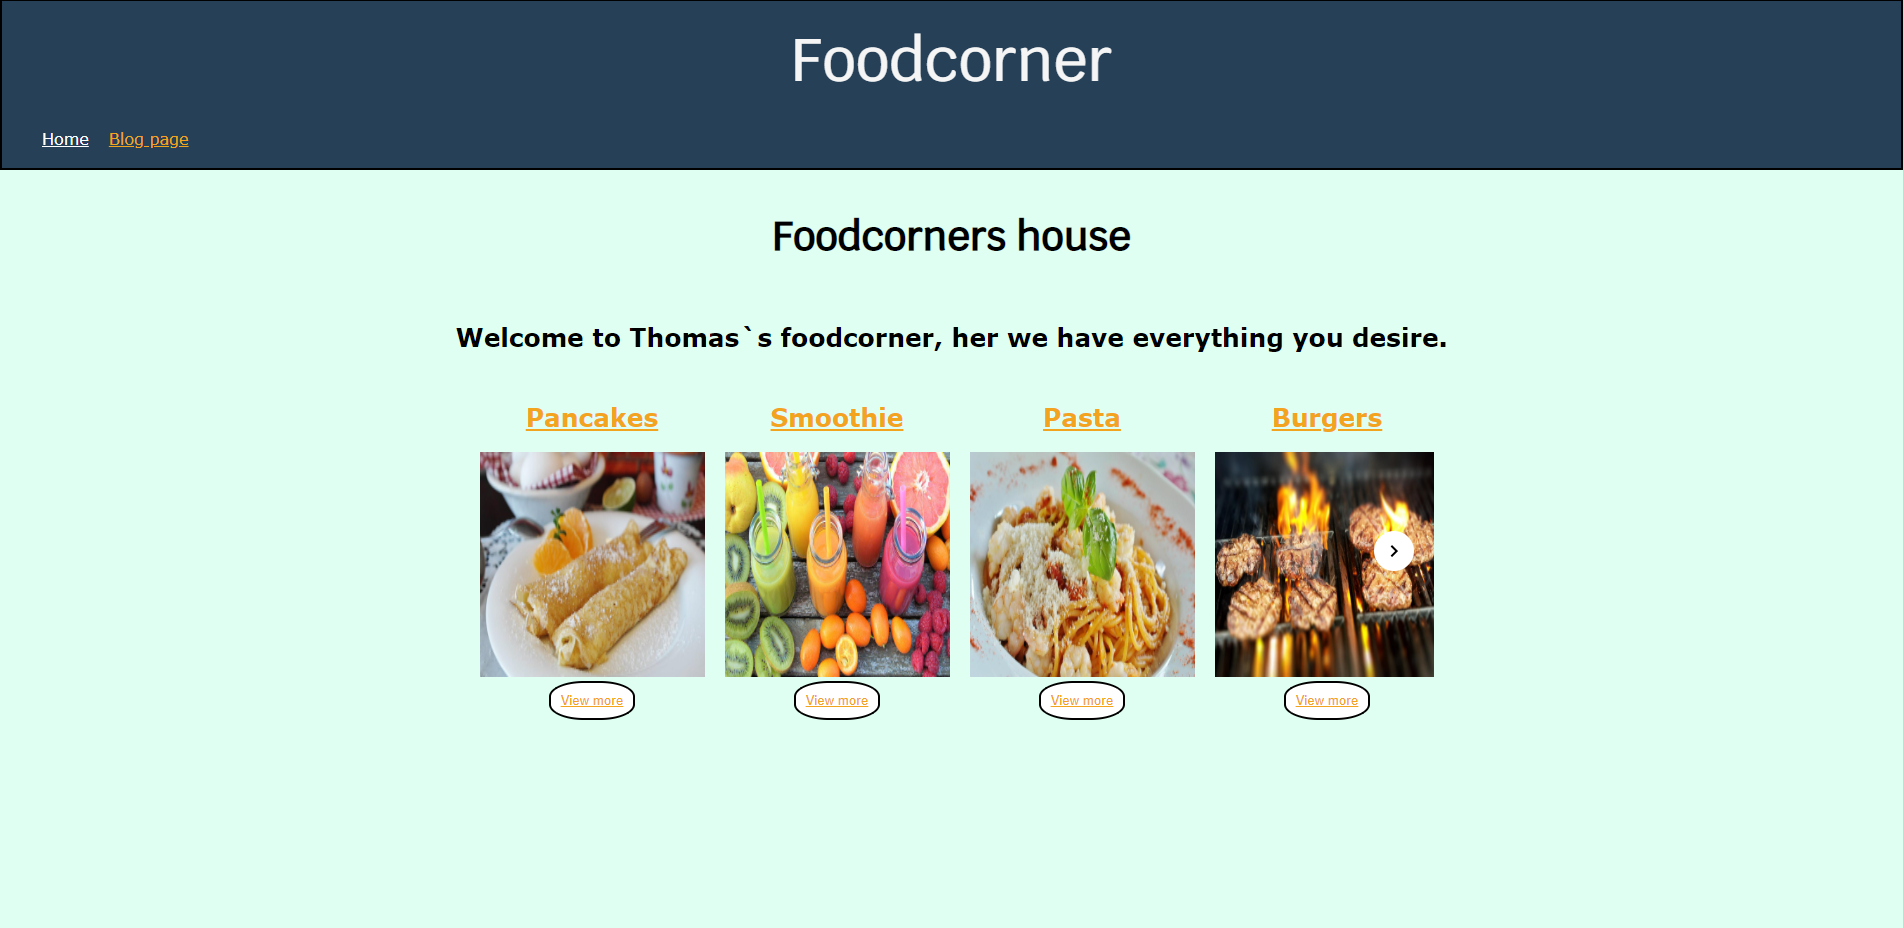 Foodcorner
Home Blog page
Foodcorners house
Welcome to Thomas`s foodcorner, her we have everything you desire.
Pancakes Smoothie Pasta Burgers
View more View more View more View more